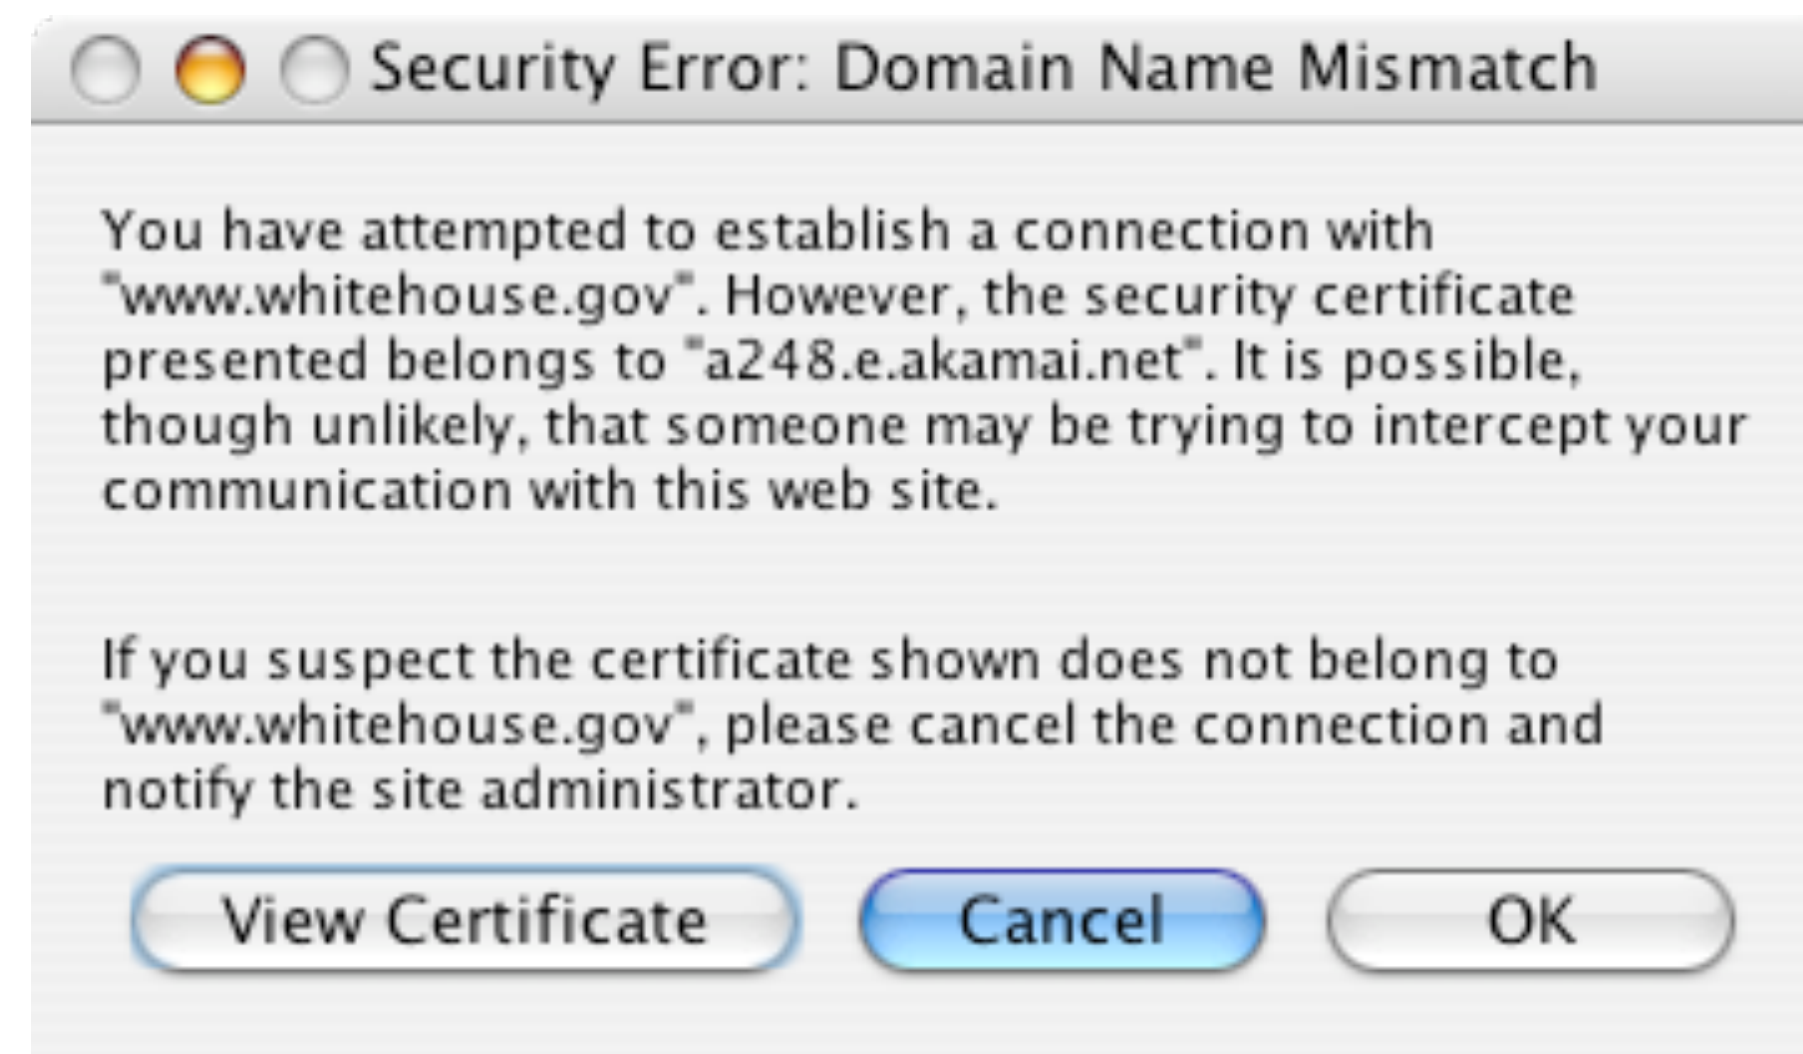 Security Error: Domain Name Mismatch
You have attempted to establish a connection with
"www.whitehouse.gov". However, the security certificate
presented belongs to "a248.e.akamai.net". It is possible,
though unlikely, that someone may be trying to intercept your
communication with this web site.
If you suspect the certificate shown does not belong to
"www.whitehouse.gov", please cancel the connection and
notify the site administrator.
View Certificate Cancel OK